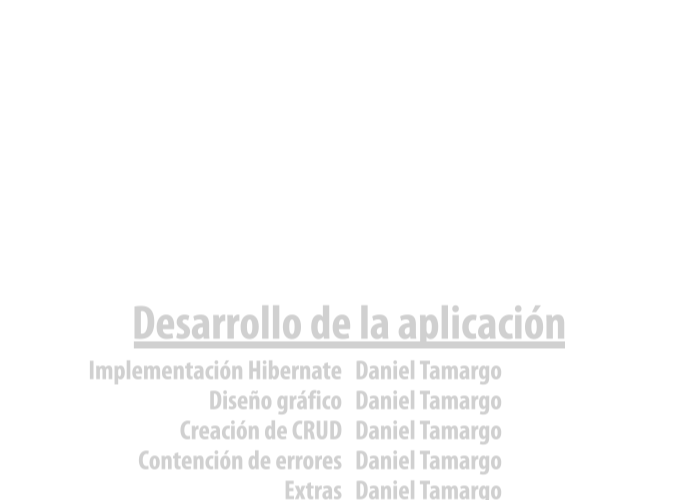 Desarrollo de la aplicación
Implementación Hibernate Daniel Tamargo
Diseño gráfico Daniel Tamargo
Creación de CRUD Daniel Tamargo
Contención de errores Daniel Tamargo
Extras Daniel Tamargo